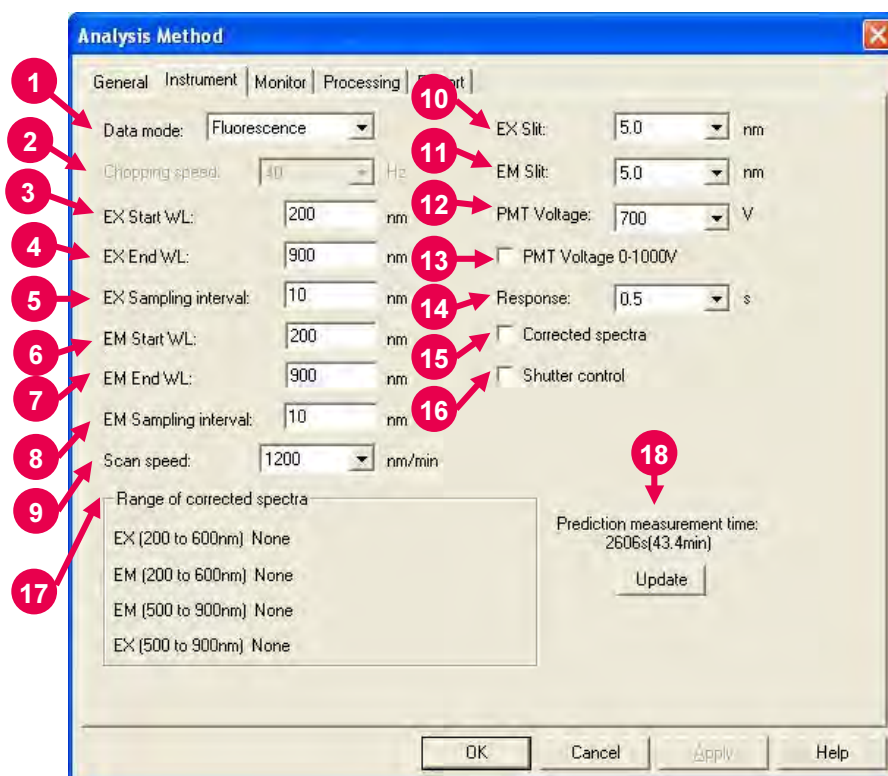 Analysis Method
General Instrument Monitor Processing
1
Data mode: Fluorescence
2
Chopping speed: 40 Hz
3
EX Start WL: 200 nm
4
EX End WL: 900 nm
5
EX Sampling interval: 10 nm
6
EM Start WL: 200 nm
7
EM End WL: 900 nm
8
EM Sampling interval: 10 nm
9
Scan speed: 1200 nm/min
10
EX Slit: 5.0 nm
11
EM Slit: 5.0 nm
12
PMT Voltage: 700 V
13
PMT Voltage 0-1000V
14
Response: 0.5 s
15
Corrected spectra
16
Shutter control
17
Range of corrected spectra
EX (200 to 600nm) None
EM (200 to 600nm) None
EM (500 to 900nm) None
EX (500 to 900nm) None
18
Prediction measurement time:
2606s(43.4min)
Update
OK Cancel Apply Help